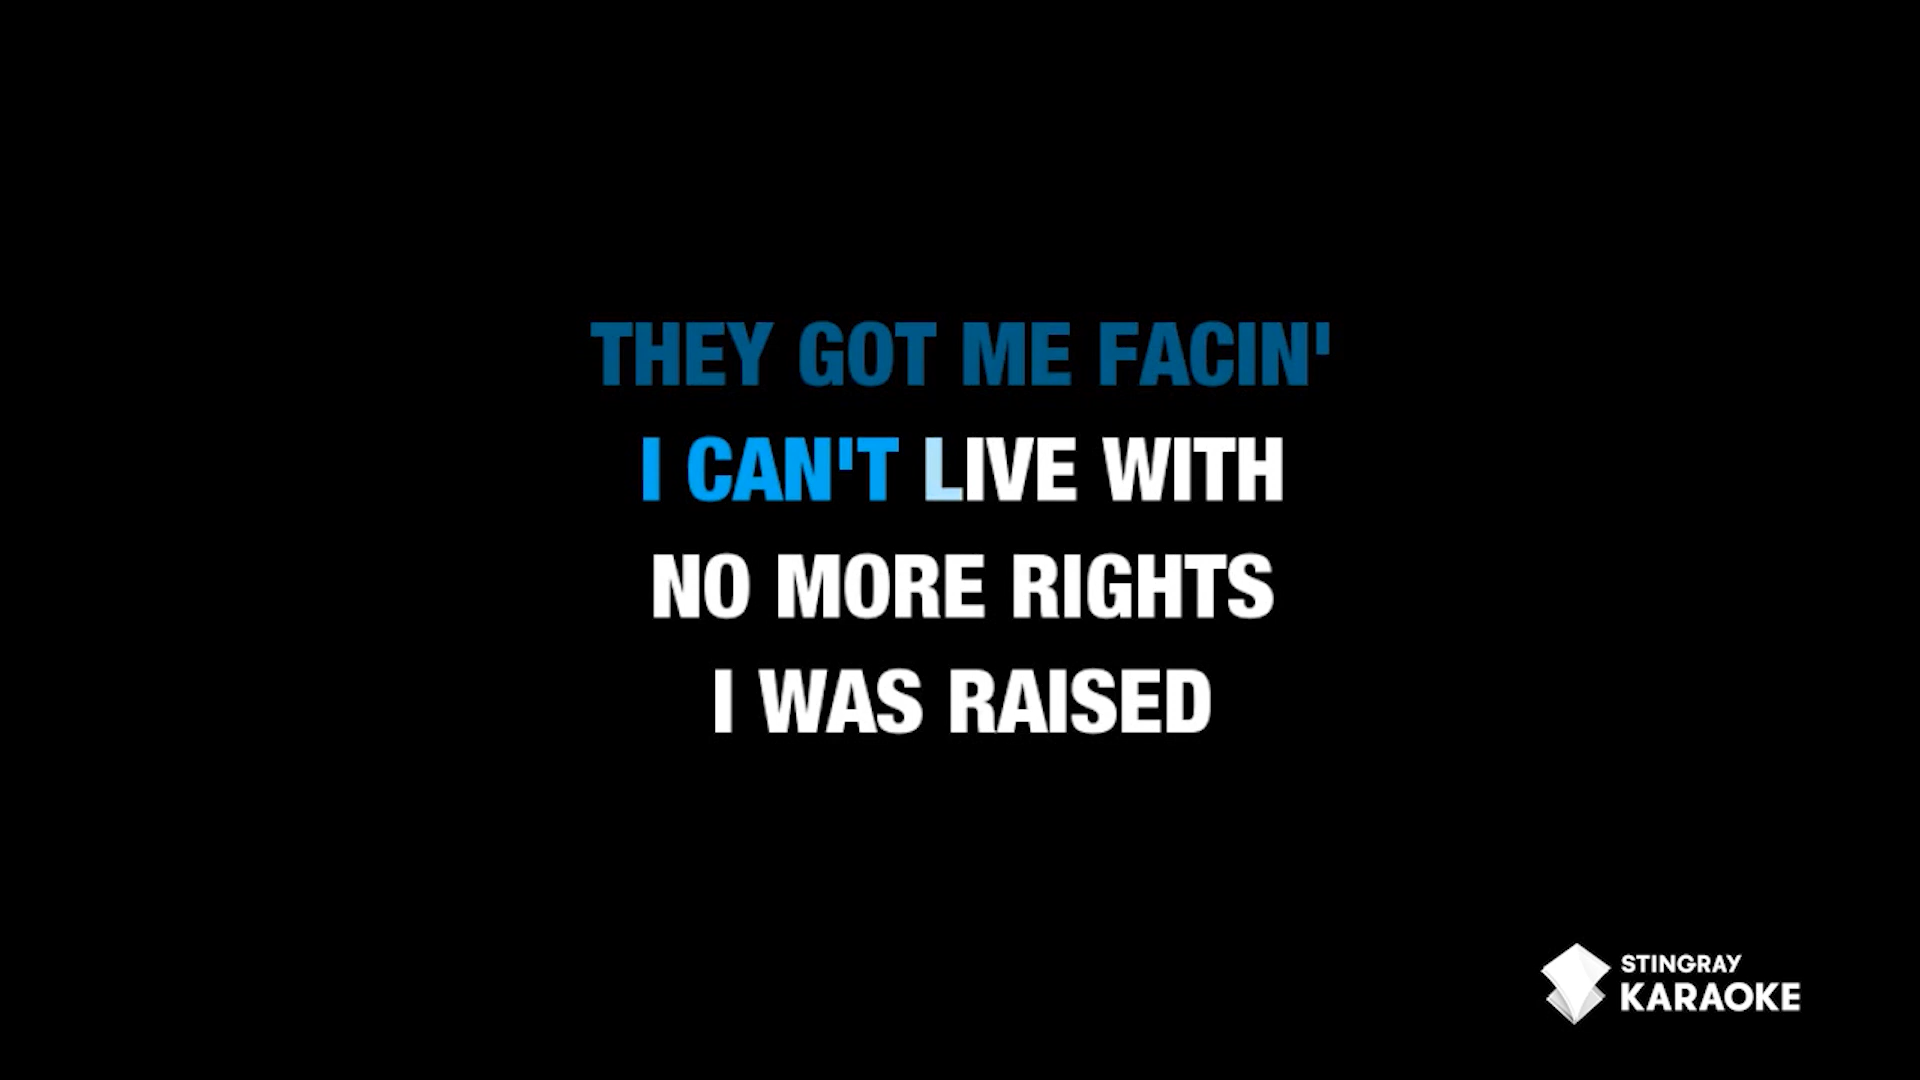 THEY GOT ME FACIN'
I CAN'T LIVE WITH
NO MORE RIGHTS
I WAS RAISED
STINGRAY
KARAOKE